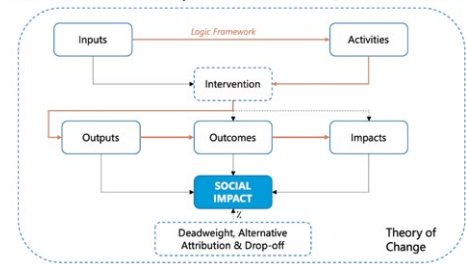 Logic Framework
Inputs
Activities
Intervention
Outputs
Outcomes
Impacts
SOCIAL
IMPACT
Deadweight, Alternative
Attribution & Drop-off
Theory of
Change